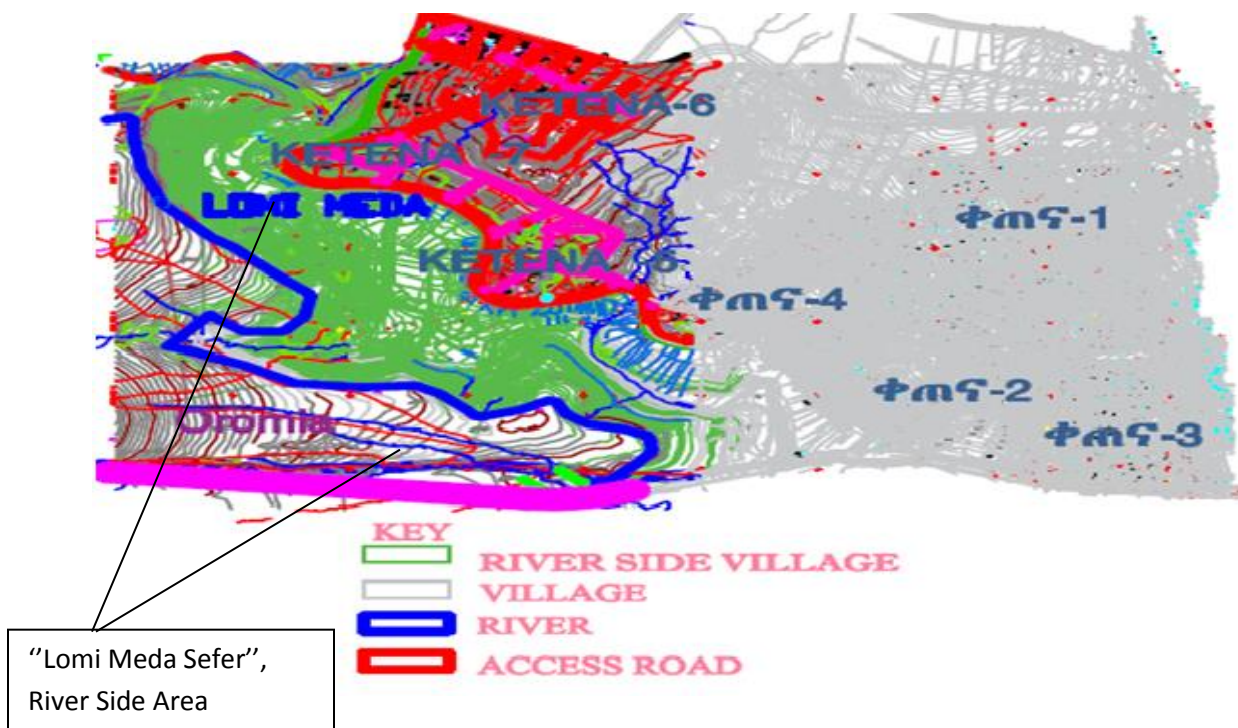 KETENA-6
KETENA -7
LOMI MEDA
ቀጠና-1
KETENA -5
ቀጠና-4
ቀጠና-2
Oromia
ቀጠና-3
KEY
RIVER SIDE VILLAGE
VILLAGE
RIVER
ACCESS ROAD
“Lomi Meda Sefer”,
River Side Area